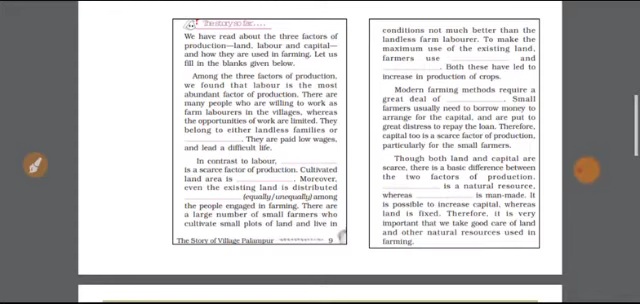 The story so far....
We have read about the three factors of
production—land, labour and capital—
and how they are used in farming. Let us
fill in the blanks given below.
Among the three factors of production,
we found that labour is the most
abundant factor of production. There are
many people who are willing to work as
farm labourers in the villages, whereas
the opportunities of work are limited. They
belong to either landless families or
____________. They are paid low wages,
and lead a difficult life.
In contrast to labour, ____________
is a scarce factor of production. Cultivated
land area is ____________. Moreover,
even the existing land is distributed
____________ (equally/unequally) among
the people engaged in farming. There are
a large number of small farmers who
cultivate small plots of land and live in
The Story of Village Palampur 9
conditions not much better than the
landless farm labourer. To make the
maximum use of the existing land,
farmers use ____________ and
____________. Both these have led to
increase in production of crops.
Modern farming methods require a
great deal of ____________. Small
farmers usually need to borrow money to
arrange for the capital, and are put to
great distress to repay the loan. Therefore,
capital too is a scarce factor of production,
particularly for the small farmers.
Though both land and capital are
scarce, there is a basic difference between
the two factors of production.
____________ is a natural resource,
whereas ____________ is man-made. It
is possible to increase capital, whereas
land is fixed. Therefore, it is very
important that we take good care of land
and other natural resources used in
farming.